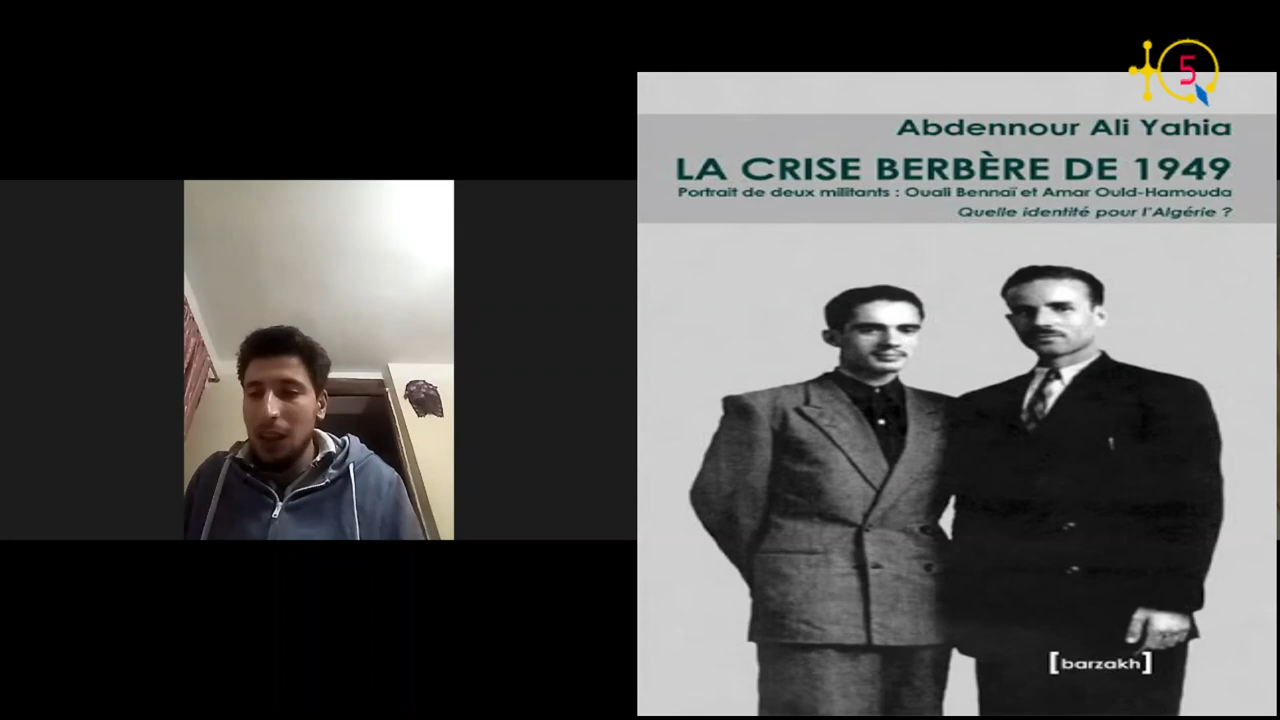 5
Abdennour Ali Yahia
LA CRISE BERBÈRE DE 1949
Portrait de deux militants : Ouali Bennaï et Amar Ould-Hamouda
Quelle identité pour l'Algérie ?
[barzakh]